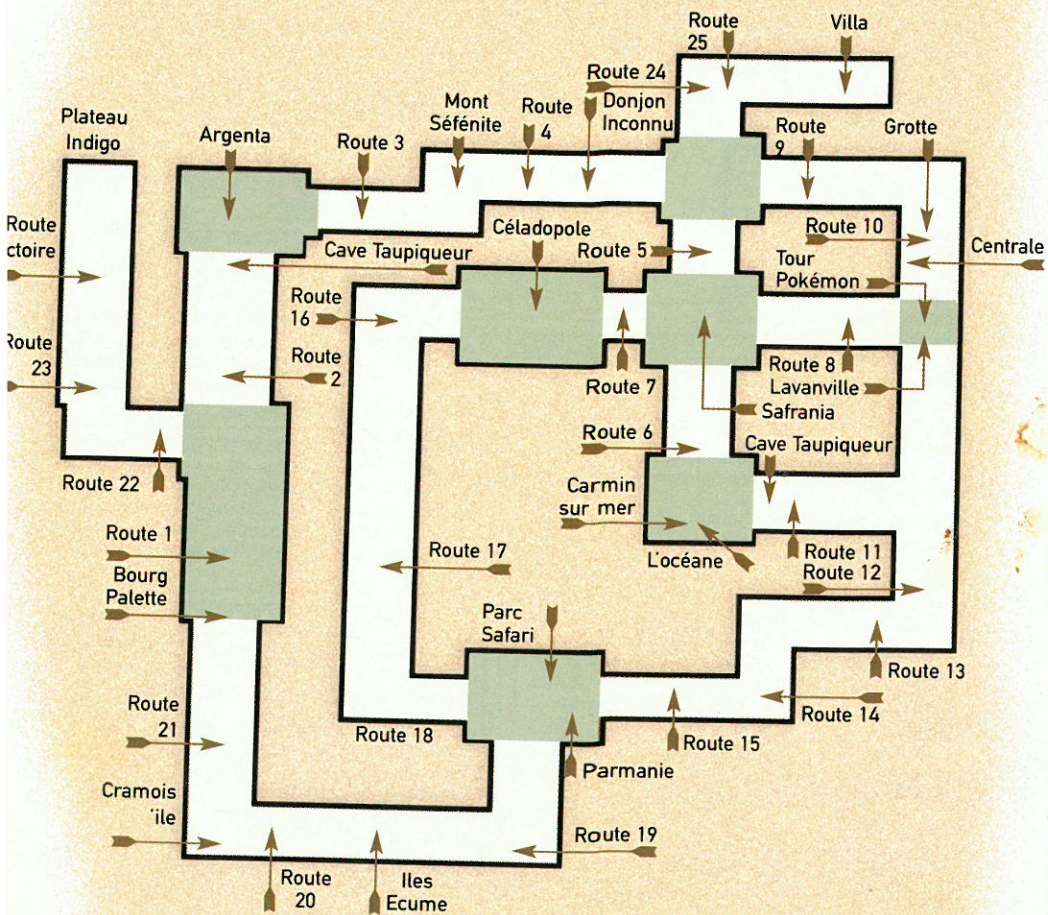 Route
25
Villa
Route 24
Donjon
Inconnu
Plateau
Indigo
Argenta
Route 3
Mont
Séfénite
Route
4
Route
9
Grotte
Route
ctoire
Cave Taupiqueur
Céladopole
Route 5
Route 10
Tour
Pokémon
Centrale
Route
16
Route
23
Route
2
Route 7
Route 8
Lavanville
Safrania
Route 6
Cave Taupiqueur
Route 22
Carmin
sur mer
Route 1
Bourg
Palette
Route 17
L'océane
Route 11
Route 12
Parc
Safari
Route 13
Route
21
Route 18
Route 14
Route 15
Parmanie
Cramois
'ile
Route 19
Route
20
Iles
Ecume